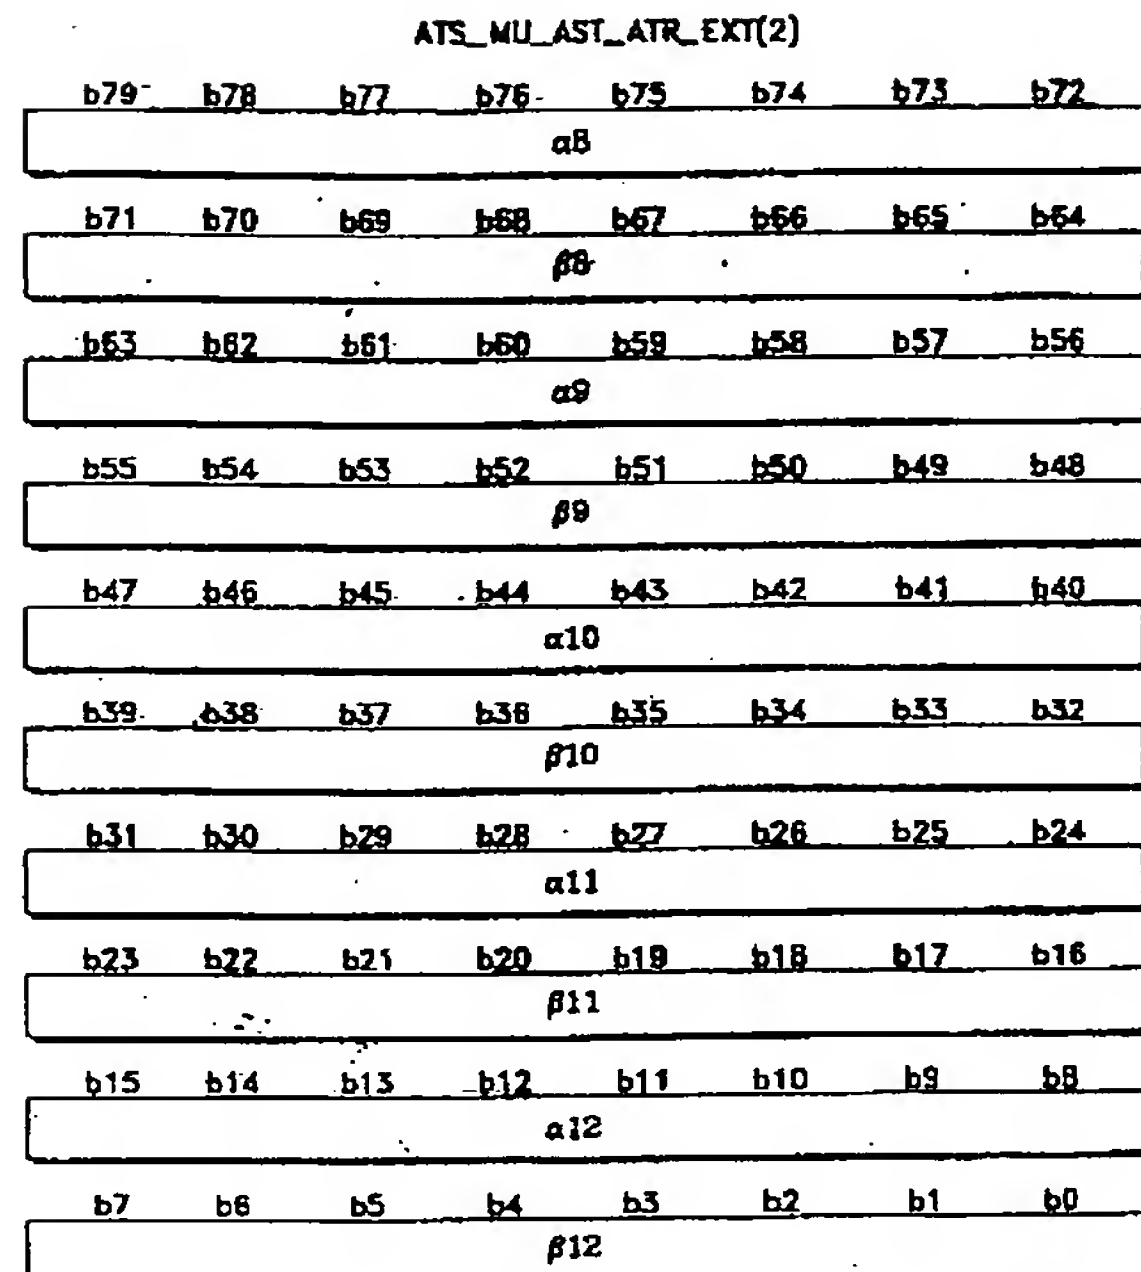 ATS_MU_AST_ATR_EXT(2)
b79 b78 b77 b76 b75 b74 b73 b72
α8
b71 b70 b69 b68 b67 b66 b65 b64
β8
b63 b62 b61 b60 b59 b58 b57 b56
α9
b55 b54 b53 b52 b51 b50 b49 b48
β9
b47 b46 b45 b44 b43 b42 b41 b40
α10
b39 b38 b37 b36 b35 b34 b33 b32
β10
b31 b30 b29 b28 b27 b26 b25 b24
α11
b23 b22 b21 b20 b19 b18 b17 b16
β11
b15 b14 b13 b12 b11 b10 b9 b8
α12
b7 b6 b5 b4 b3 b2 b1 b0
β12